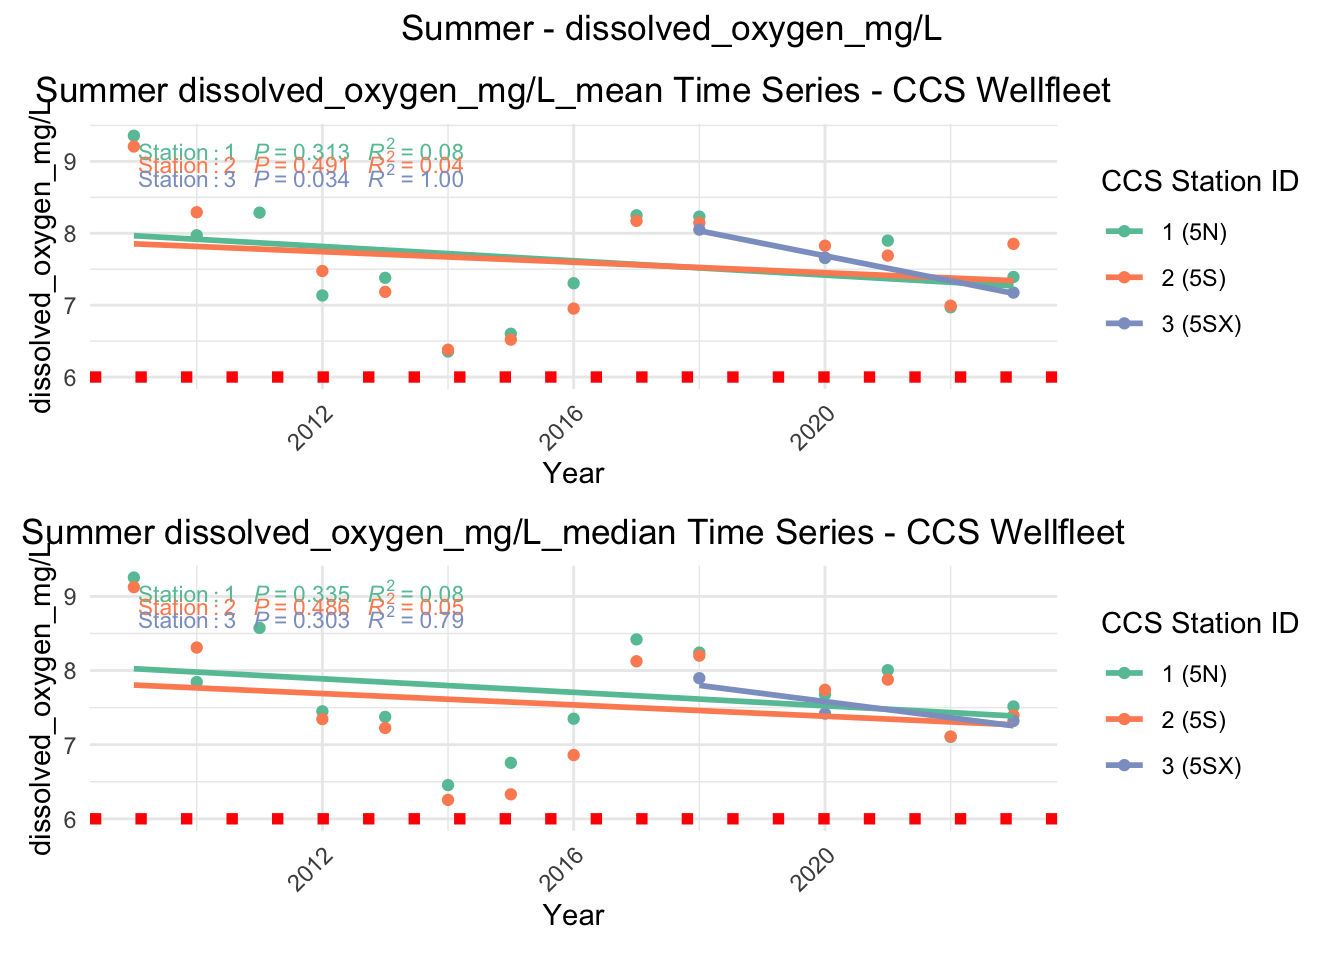 Summer - dissolved_oxygen_mg/L
Summer dissolved_oxygen_mg/L_mean Time Series - CCS Wellfleet
dissolved_oxygen_mg/L
9
8
7
6
Station : 1 P = 0.313 R² = 0.08
Station : 2 P = 0.491 R² = 0.04
Station : 3 P = 0.034 R² = 1.00
2012
2016
2020
Year
CCS Station ID
1 (5N)
2 (5S)
3 (5SX)
Summer dissolved_oxygen_mg/L_median Time Series - CCS Wellfleet
dissolved_oxygen_mg/L
9
8
7
6
Station : 1 P = 0.335 R² = 0.08
Station : 2 P = 0.486 R² = 0.05
Station : 3 P = 0.303 R² = 0.79
2012
2016
2020
Year
CCS Station ID
1 (5N)
2 (5S)
3 (5SX)